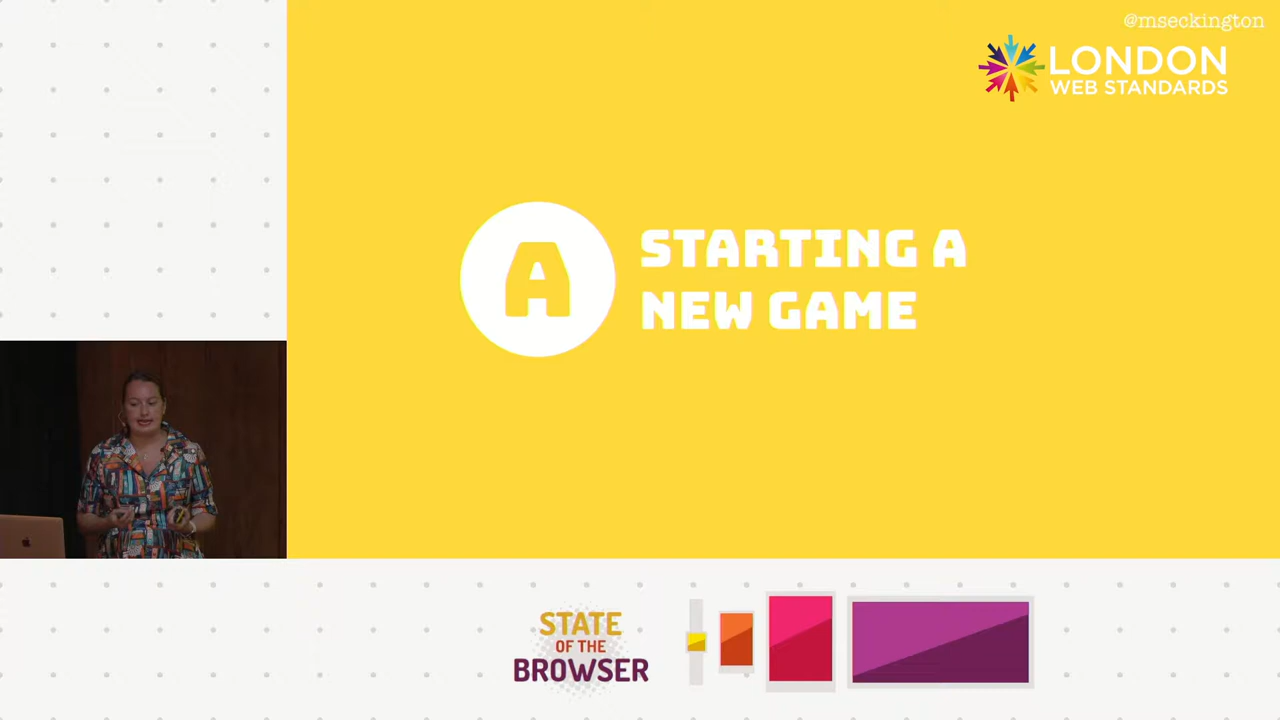 @mseckington
LONDON
WEB STANDARDS
A
STARTING A
NEW GAME
STATE
OF THE
BROWSER